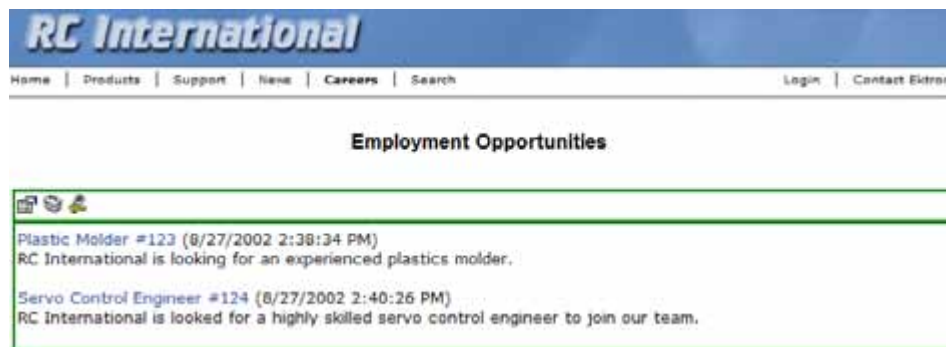 RC International
Home | Products | Support | News | Careers | Search Login | Contact Ektron
Employment Opportunities
Plastic Molder #123 (8/27/2002 2:38:34 PM)
RC International is looking for an experienced plastics molder.
Servo Control Engineer #124 (8/27/2002 2:40:26 PM)
RC International is looked for a highly skilled servo control engineer to join our team.